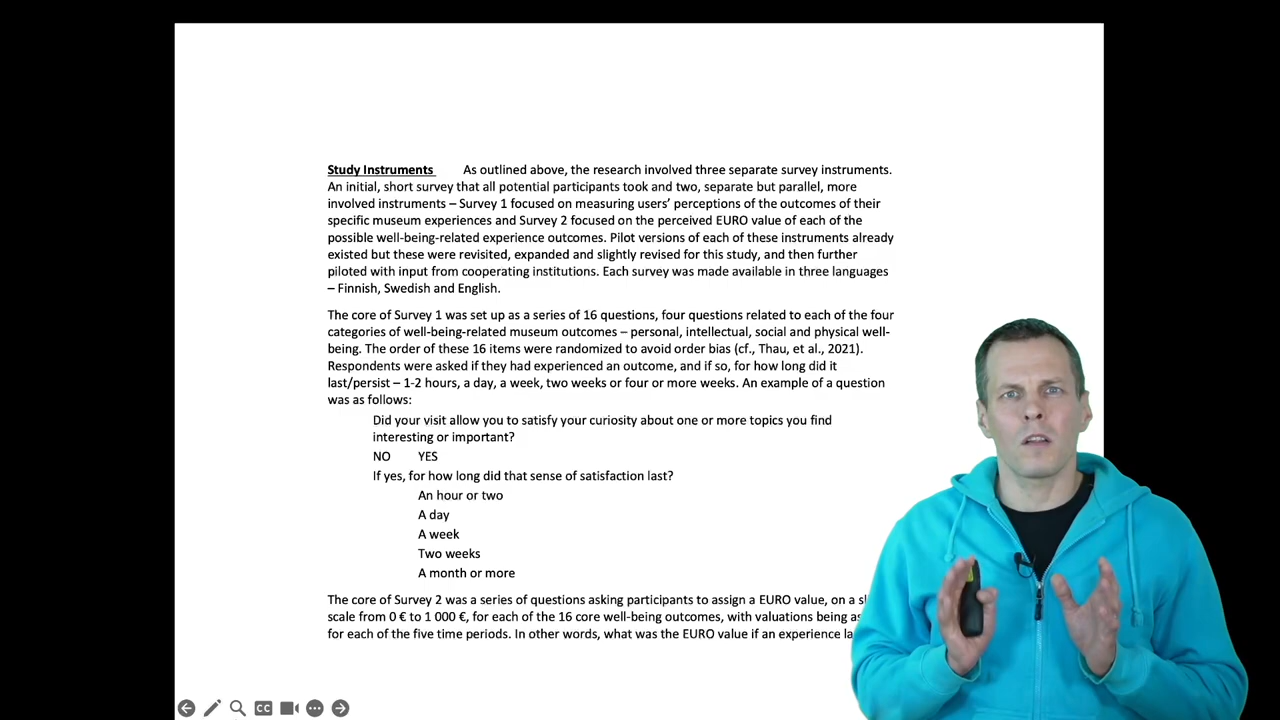 Study Instruments As outlined above, the research involved three separate survey instruments.
An initial, short survey that all potential participants took and two, separate but parallel, more
involved instruments – Survey 1 focused on measuring users’ perceptions of the outcomes of their
specific museum experiences and Survey 2 focused on the perceived EURO value of each of the
possible well-being-related experience outcomes. Pilot versions of each of these instruments already
existed but these were revisited, expanded and slightly revised for this study, and then further
piloted with input from cooperating institutions. Each survey was made available in three languages
– Finnish, Swedish and English.
The core of Survey 1 was set up as a series of 16 questions, four questions related to each of the four
categories of well-being-related museum outcomes – personal, intellectual, social and physical well-
being. The order of these 16 items were randomized to avoid order bias (cf., Thau, et al., 2021).
Respondents were asked if they had experienced an outcome, and if so, for how long did it
last/persist – 1-2 hours, a day, a week, two weeks or four or more weeks. An example of a question
was as follows:
Did your visit allow you to satisfy your curiosity about one or more topics you find
interesting or important?
NO YES
If yes, for how long did that sense of satisfaction last?
An hour or two
A day
A week
Two weeks
A month or more
The core of Survey 2 was a series of questions asking participants to assign a EURO value, on a
scale from 0 € to 1 000 €, for each of the 16 core well-being outcomes, with valuations being
for each of the five time periods. In other words, what was the EURO value if an experience
CC